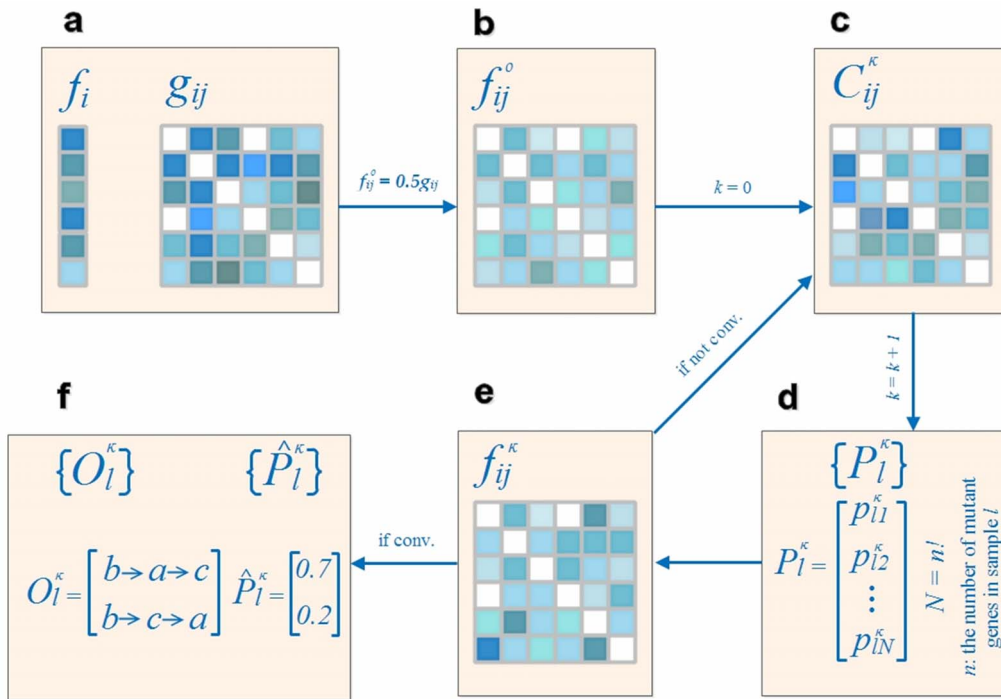 a
f_i g_ij
f_ij^0 = 0.5g_ij
b
f_ij^0
k = 0
c
C_ij^κ
k = k + 1
d
{P_l^κ}
P_l^κ = [p_l1^κ
p_l2^κ
⋮
p_lN^κ]
N = n!
n: the number of mutant
genes in sample l
e
f_ij^κ
if not conv.
if conv.
f
{O_l^κ} {P̂_l^κ}
O_l^κ = [b→a→c
b→c→a]
P̂_l^κ = [0.7
0.2]